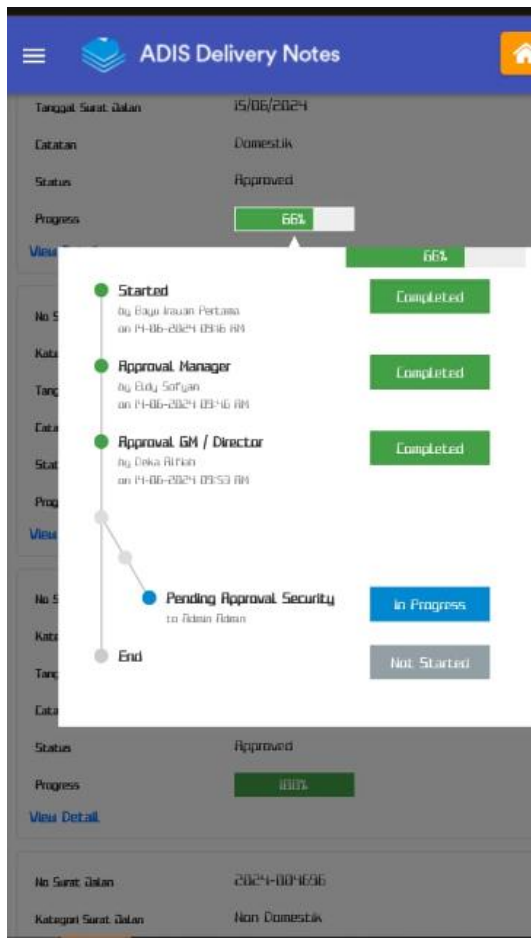 ADIS Delivery Notes
Tanggal Surat Jalan 15/06/2024
Catatan Domestik
Status Approved
Progress 66%
View
66%
Started Completed
by Bayu Irawan Pertama
on 14-06-2024 09:16 AM
Approval Manager Completed
by Eldy Sofyan
on 14-06-2024 09:46 AM
Approval GM / Director Completed
by Deka Alfian
on 14-06-2024 09:53 AM
Pending Approval Security In Progress
to Admin Admin
End Not Started
Status Approved
Progress 100%
View Detail
No Surat Jalan 2024-004696
Kategori Surat Jalan Non Domestik